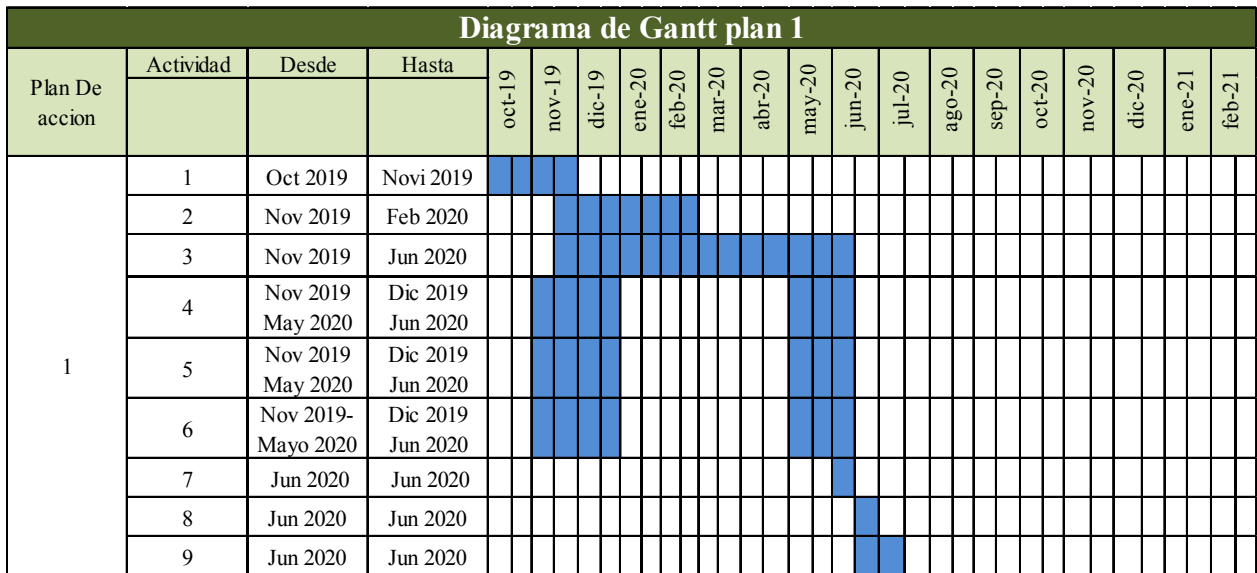 Diagrama de Gantt plan 1
Plan De
accion
Actividad Desde Hasta
oct-19 nov-19 dic-19 ene-20 feb-20 mar-20 abr-20 may-20 jun-20 jul-20 ago-20 sep-20 oct-20 nov-20 dic-20 ene-21 feb-21
1
1 Oct 2019 Novi 2019
2 Nov 2019 Feb 2020
3 Nov 2019 Jun 2020
4
Nov 2019 Dic 2019
May 2020 Jun 2020
5
Nov 2019 Dic 2019
May 2020 Jun 2020
6
Nov 2019- Dic 2019
Mayo 2020 Jun 2020
7 Jun 2020 Jun 2020
8 Jun 2020 Jun 2020
9 Jun 2020 Jun 2020